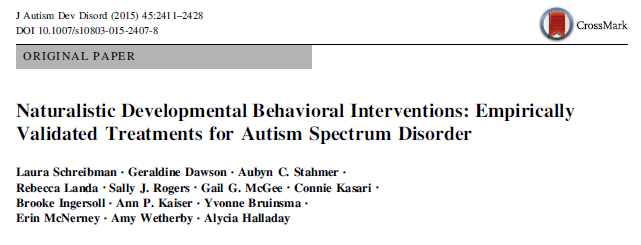 J Autism Dev Disord (2015) 45:2411–2428
DOI 10.1007/s10803-015-2407-8
CrossMark
ORIGINAL PAPER
Naturalistic Developmental Behavioral Interventions: Empirically
Validated Treatments for Autism Spectrum Disorder
Laura Schreibman · Geraldine Dawson · Aubyn C. Stahmer ·
Rebecca Landa · Sally J. Rogers · Gail G. McGee · Connie Kasari ·
Brooke Ingersoll · Ann P. Kaiser · Yvonne Bruinsma ·
Erin McNerney · Amy Wetherby · Alycia Halladay